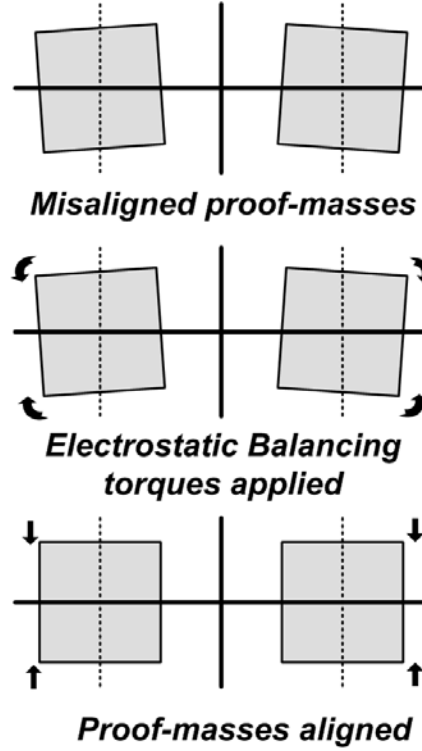 Misaligned proof-masses
Electrostatic Balancing
torques applied
Proof-masses aligned